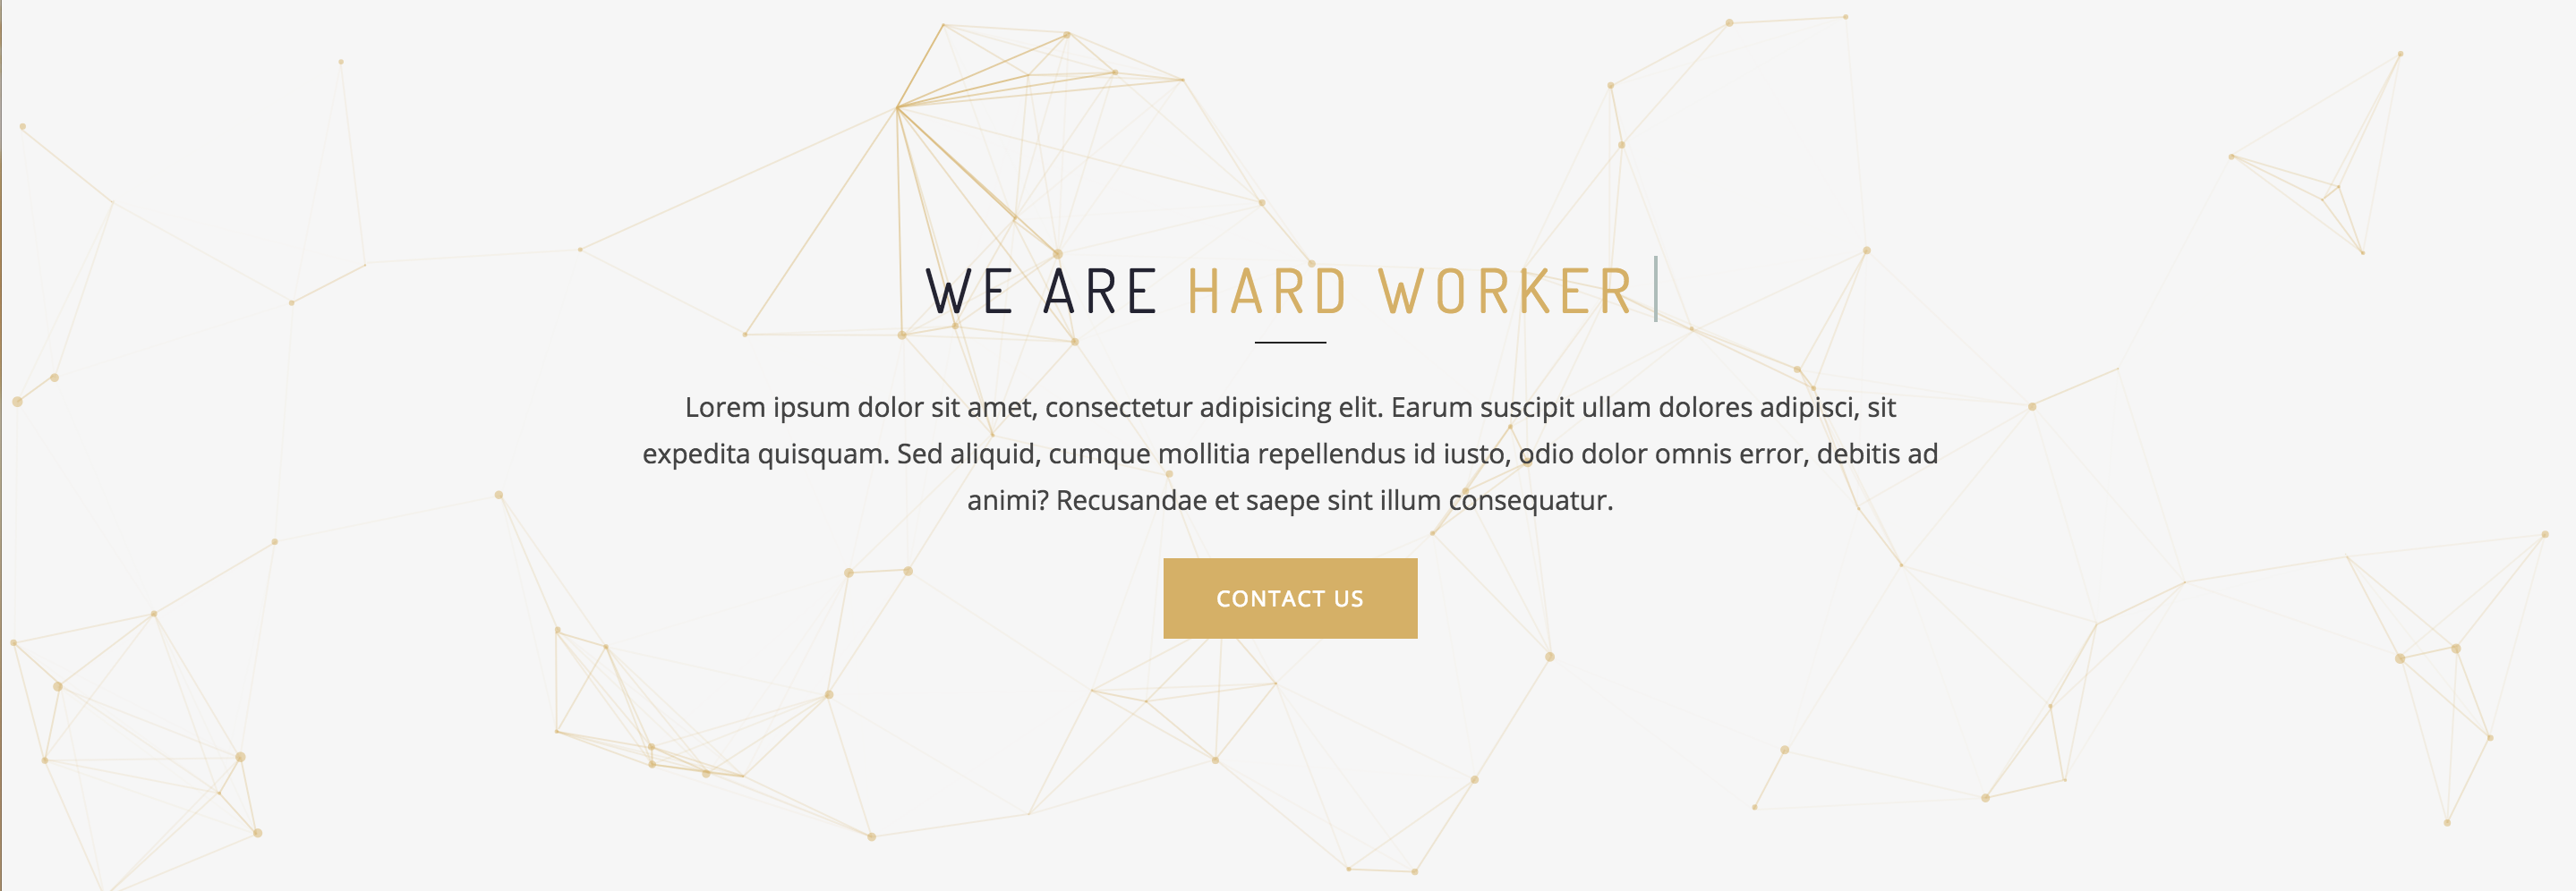 WE ARE HARD WORKER
Lorem ipsum dolor sit amet, consectetur adipisicing elit. Earum suscipit ullam dolores adipisci, sit
expedita quisquam. Sed aliquid, cumque mollitia repellendus id iusto, odio dolor omnis error, debitis ad
animi? Recusandae et saepe sint illum consequatur.
CONTACT US